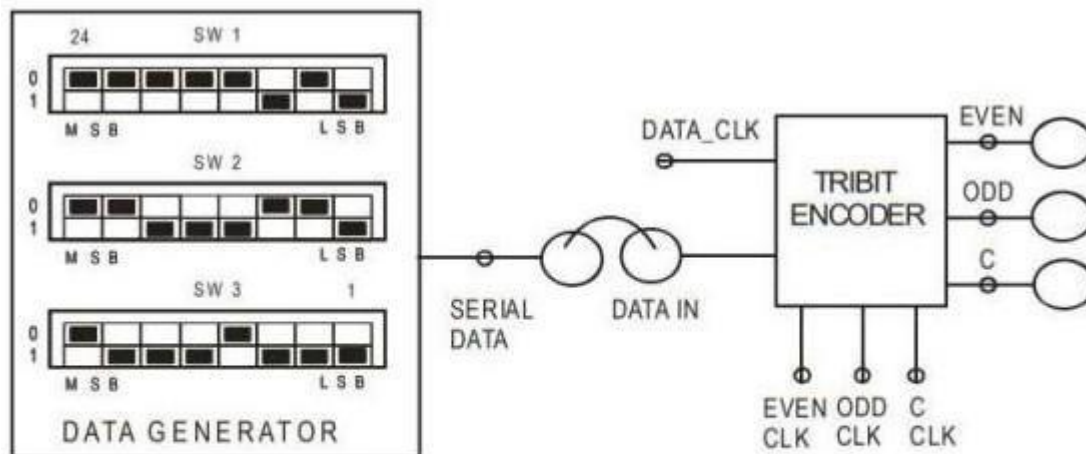 24 SW 1
0
1
M S B L S B
SW 2
0
1
M S B L S B
SW 3 1
0
1
M S B L S B
DATA GENERATOR
SERIAL
DATA
DATA IN
DATA_CLK
TRIBIT
ENCODER
EVEN
ODD
C
EVEN
CLK
ODD
CLK
C
CLK